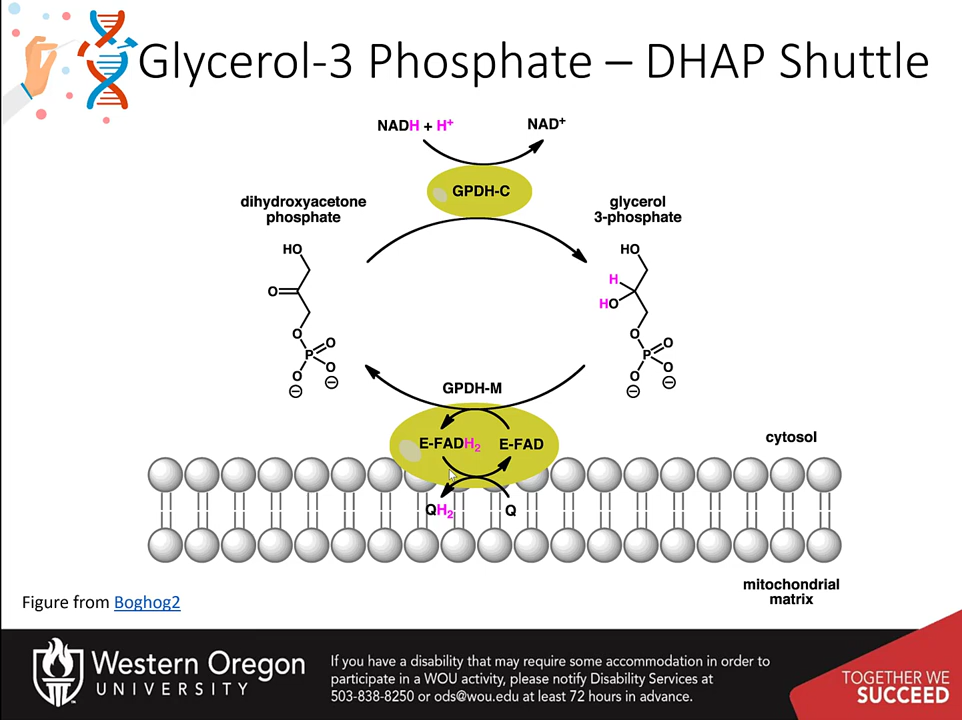 Glycerol-3 Phosphate – DHAP Shuttle
NADH + H⁺
NAD⁺
GPDH-C
dihydroxyacetone
phosphate
glycerol
3-phosphate
HO
O
O
P
O
O
O
⊖
⊖
HO
H
HO
O
P
O
O
O
⊖
⊖
GPDH-M
E-FADH₂
E-FAD
cytosol
QH₂
Q
mitochondrial
matrix
Figure from Boghog2
Western Oregon
UNIVERSITY
If you have a disability that may require some accommodation in order to
participate in a WOU activity, please notify Disability Services at
503-838-8250 or ods@wou.edu at least 72 hours in advance.
TOGETHER WE
SUCCEED